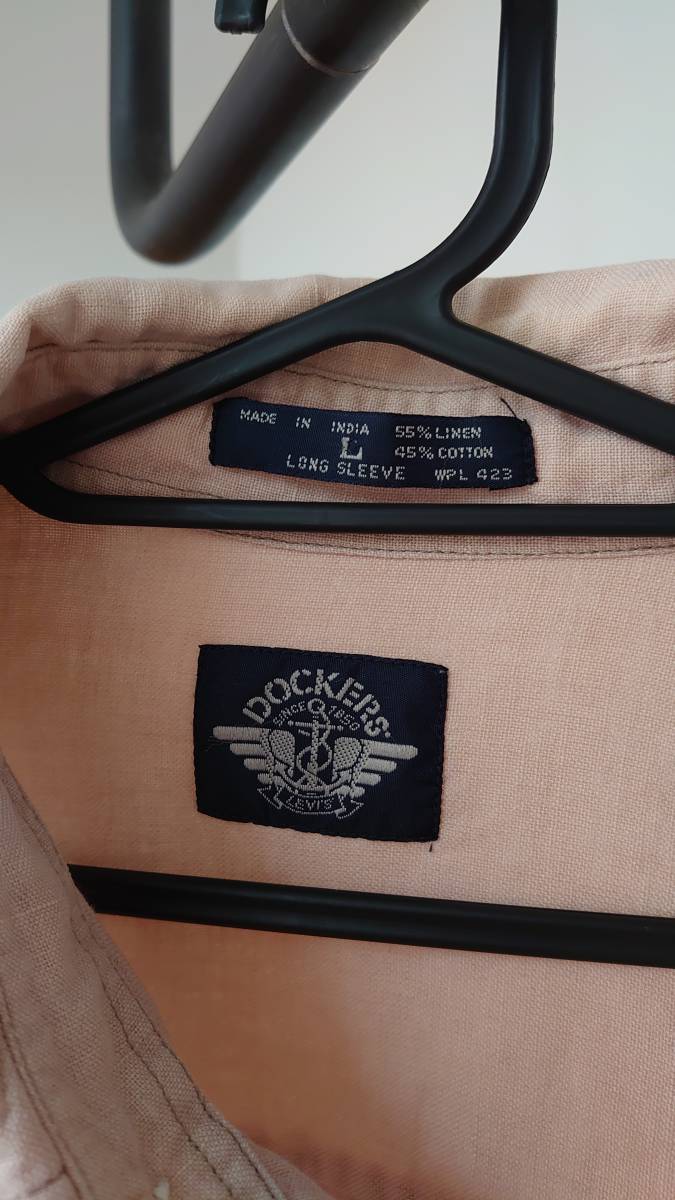 MADE IN INDIA 55% LINEN
L 45% COTTON
LONG SLEEVE WPL 423
DOCKERS
SINCE 1850
LEVI'S